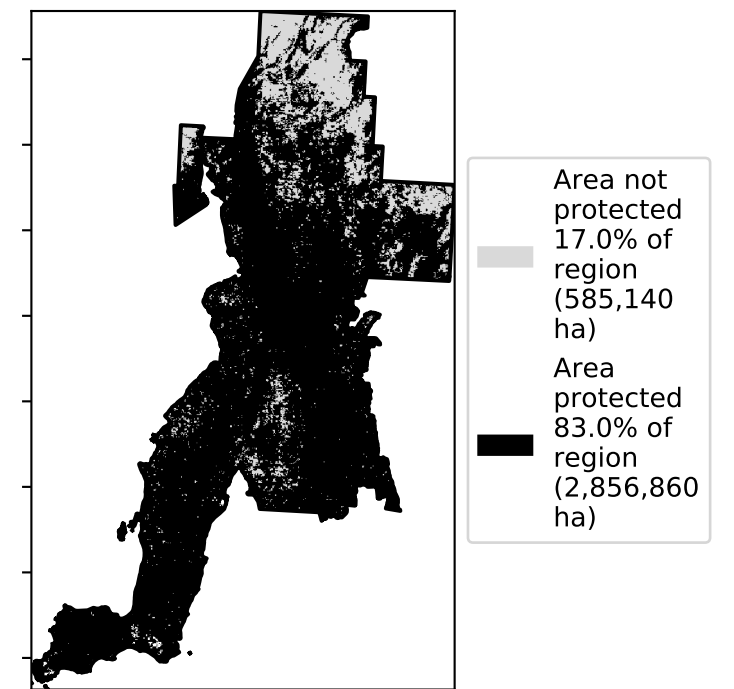 Area not
protected
17.0% of
region
(585,140
ha)
Area
protected
83.0% of
region
(2,856,860
ha)